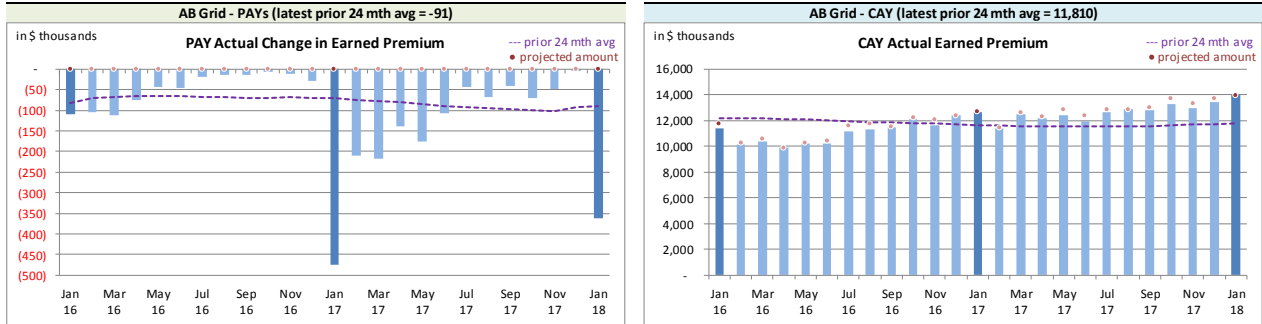 AB Grid - PAYs (latest prior 24 mth avg = -91)
in $ thousands
PAY Actual Change in Earned Premium
prior 24 mth avg
projected amount
-
(50)
(100)
(150)
(200)
(250)
(300)
(350)
(400)
(450)
(500)
Jan Mar May Jul Sep Nov Jan Mar May Jul Sep Nov Jan
16 16 16 16 16 16 17 17 17 17 17 17 18
AB Grid - CAY (latest prior 24 mth avg = 11,810)
in $ thousands
CAY Actual Earned Premium
prior 24 mth avg
projected amount
16,000
14,000
12,000
10,000
8,000
6,000
4,000
2,000
-
Jan Mar May Jul Sep Nov Jan Mar May Jul Sep Nov Jan
16 16 16 16 16 16 17 17 17 17 17 17 18